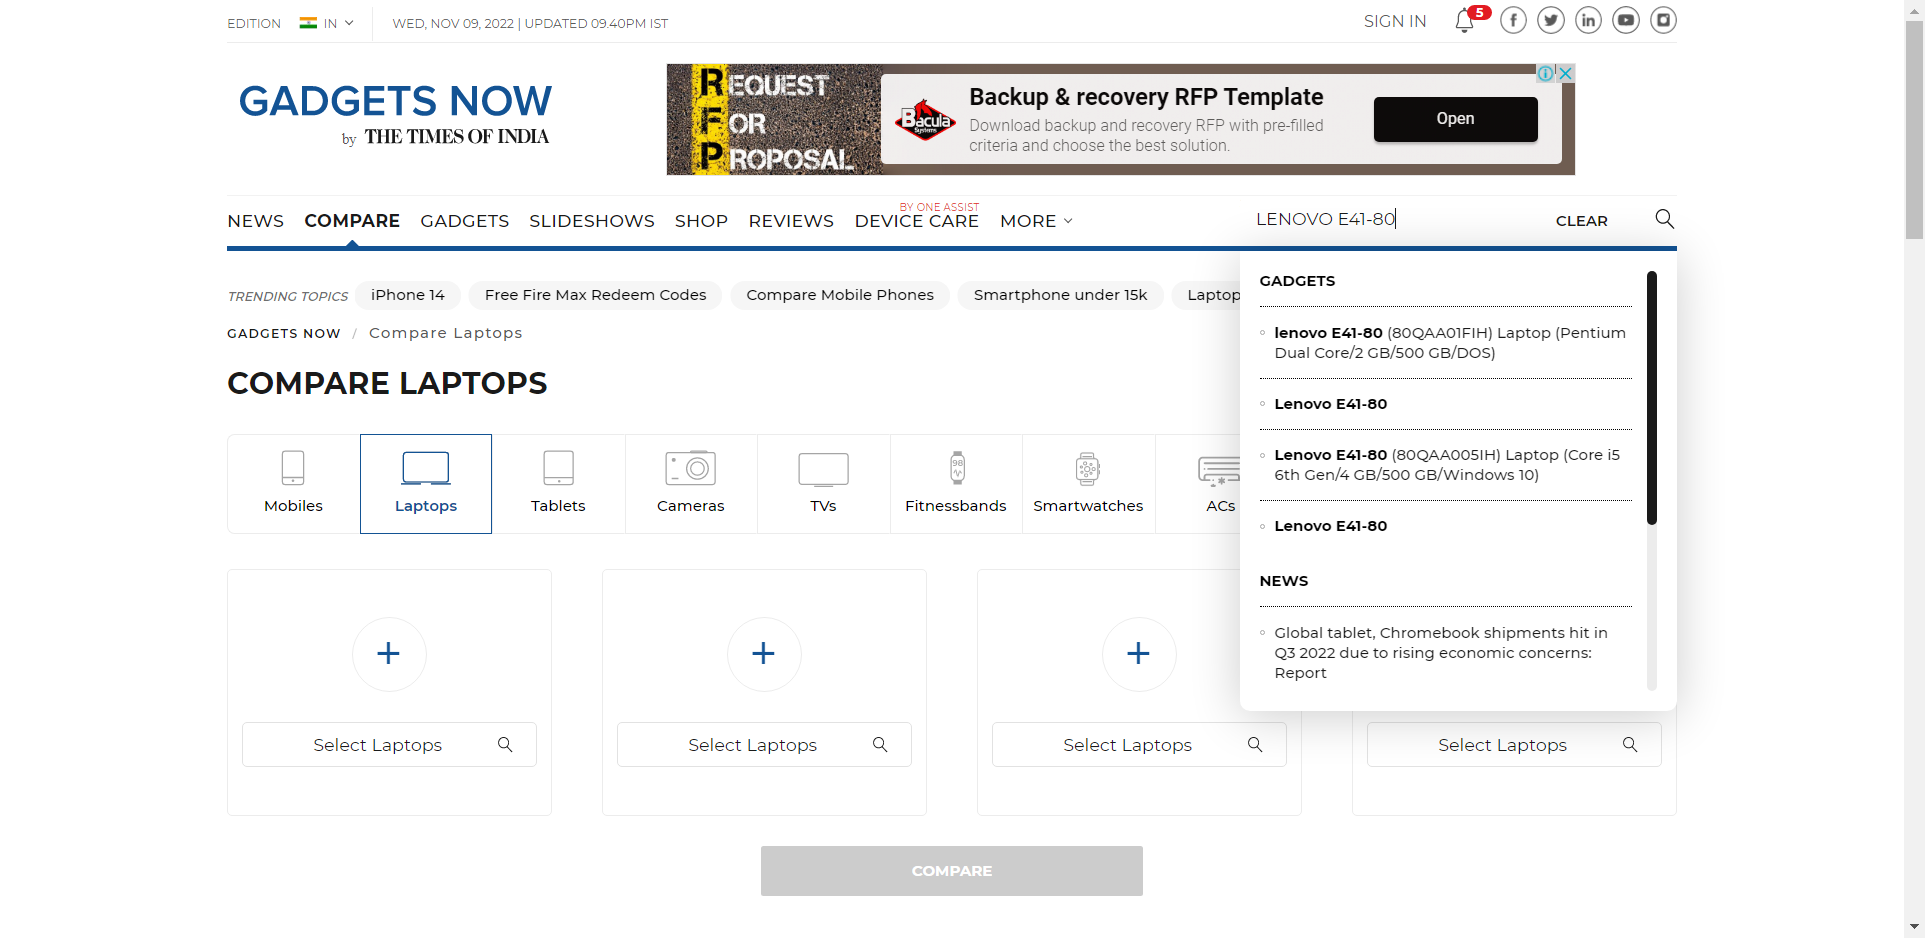 EDITION IN WED, NOV 09, 2022 | UPDATED 09.40PM IST SIGN IN 5
GADGETS NOW
by THE TIMES OF INDIA
REQUEST
FOR
PROPOSAL
Bacula
Systems
Backup & recovery RFP Template
Download backup and recovery RFP with pre-filled
criteria and choose the best solution.
Open
BY ONE ASSIST
NEWS COMPARE GADGETS SLIDESHOWS SHOP REVIEWS DEVICE CARE MORE LENOVO E41-80 CLEAR
TRENDING TOPICS iPhone 14 Free Fire Max Redeem Codes Compare Mobile Phones Smartphone under 15k Laptop
GADGETS NOW / Compare Laptops
COMPARE LAPTOPS
Mobiles Laptops Tablets Cameras TVs Fitnessbands Smartwatches ACs
98
GADGETS
lenovo E41-80 (80QAA01FIH) Laptop (Pentium
Dual Core/2 GB/500 GB/DOS)
Lenovo E41-80
Lenovo E41-80 (80QAA005IH) Laptop (Core i5
6th Gen/4 GB/500 GB/Windows 10)
Lenovo E41-80
NEWS
Global tablet, Chromebook shipments hit in
Q3 2022 due to rising economic concerns:
Report
Select Laptops Select Laptops Select Laptops Select Laptops
COMPARE